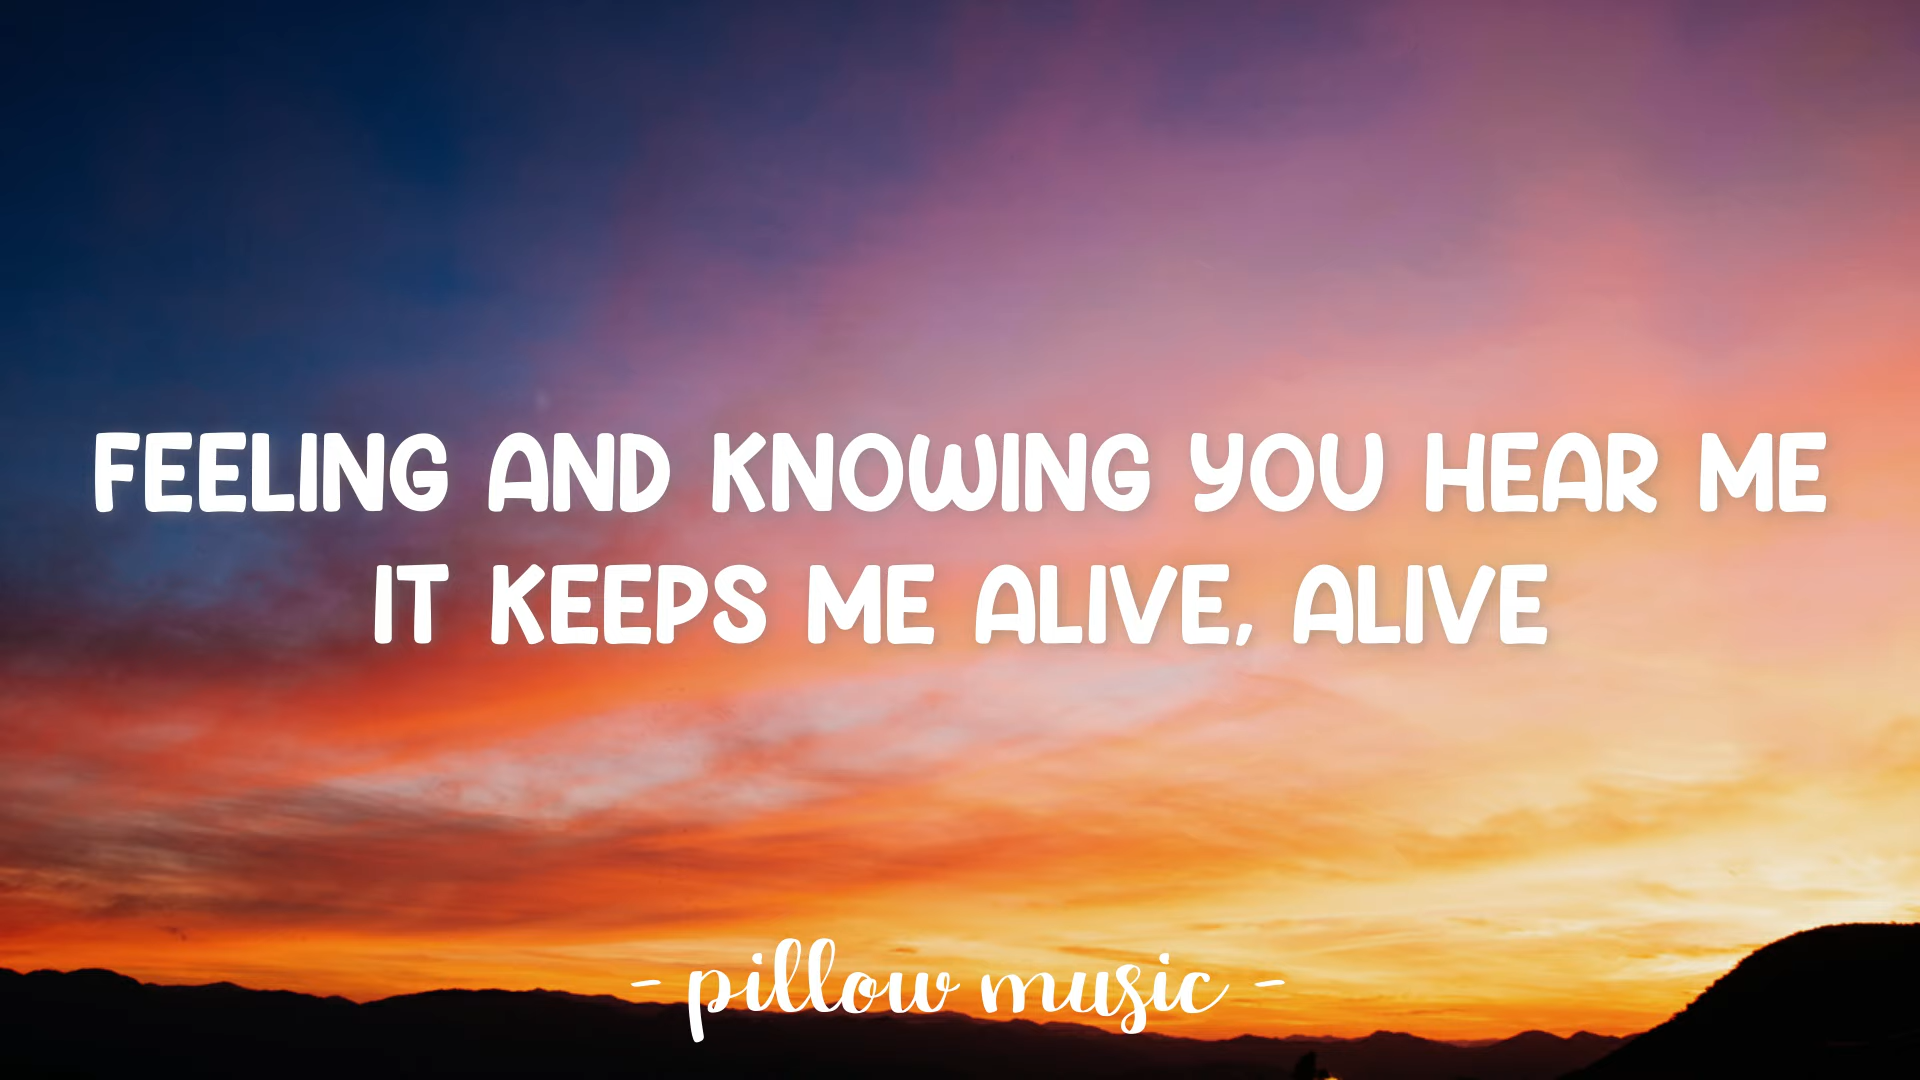 FEELING AND KNOWING YOU HEAR ME
IT KEEPS ME ALIVE, ALIVE
- pillow music -